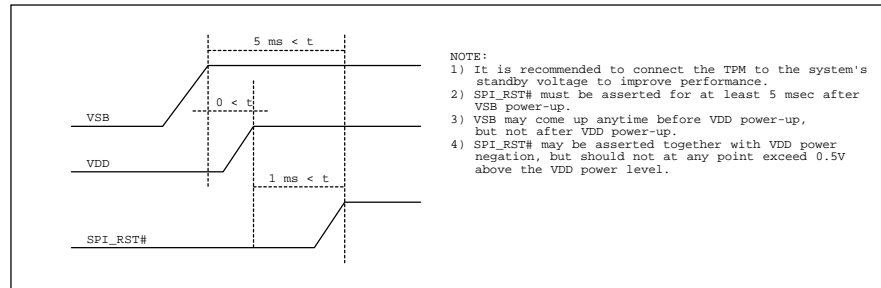 5 ms < t
0 < t
VSB
VDD
1 ms < t
SPI_RST#
NOTE:
1) It is recommended to connect the TPM to the system's
standby voltage to improve performance.
2) SPI_RST# must be asserted for at least 5 msec after
VSB power-up.
3) VSB may come up anytime before VDD power-up,
but not after VDD power-up.
4) SPI_RST# may be asserted together with VDD power
negation, but should not at any point exceed 0.5V
above the VDD power level.